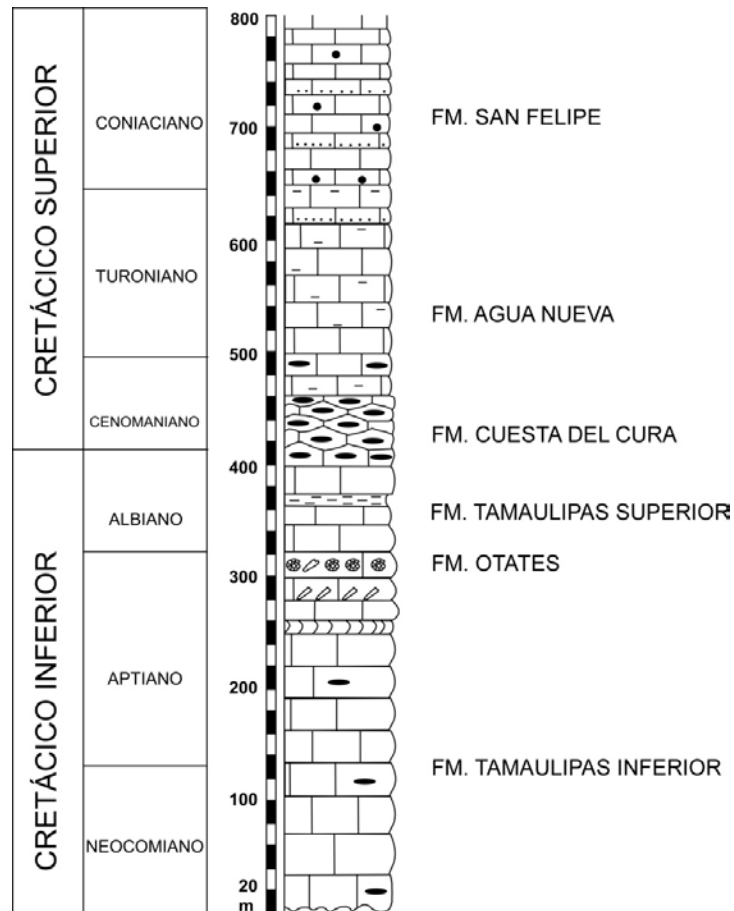 CRETÁCICO SUPERIOR
CONIACIANO
TURONIANO
CENOMANIANO
CRETÁCICO INFERIOR
ALBIANO
APTIANO
NEOCOMIANO
800
700
600
500
400
300
200
100
20
m
FM. SAN FELIPE
FM. AGUA NUEVA
FM. CUESTA DEL CURA
FM. TAMAULIPAS SUPERIOR
FM. OTATES
FM. TAMAULIPAS INFERIOR